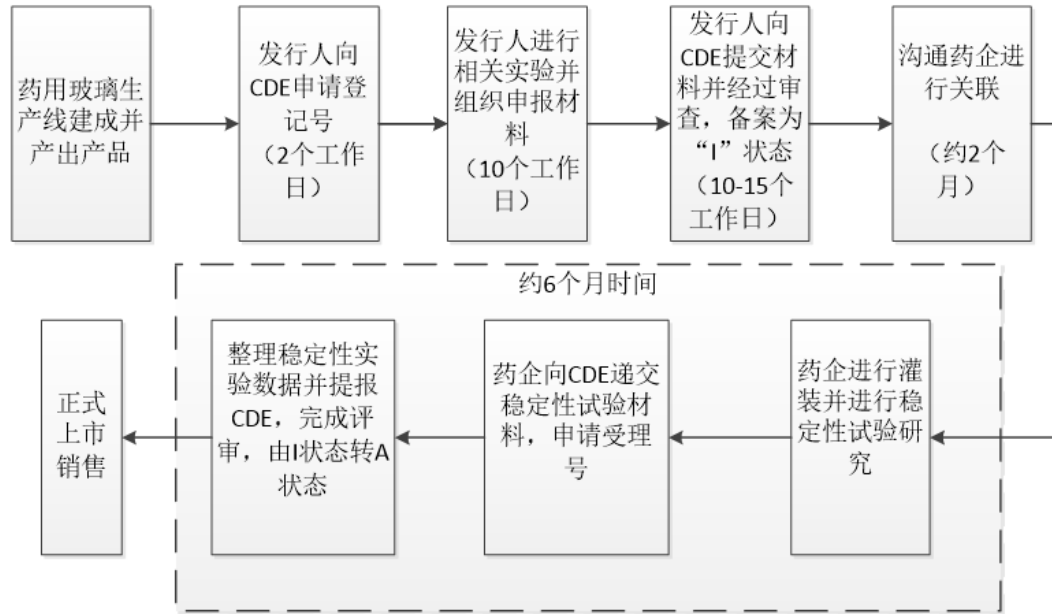 药用玻璃生
产线建成并
产出产品
发行人向
CDE申请登
记号
（2个工作
日）
发行人进行
相关实验并
组织申报材
料
（10个工作
日）
发行人向
CDE提交材
料并经过审
查，备案为
“I”状态
（10-15个
工作日）
沟通药企进
行关联
（约2个
月）
约6个月时间
药企进行灌
装并进行稳
定性试验研
究
药企向CDE递交
稳定性试验材
料，申请受理
号
整理稳定性实
验数据并提报
CDE，完成评
审，由I状态转A
状态
正式
上市
销售